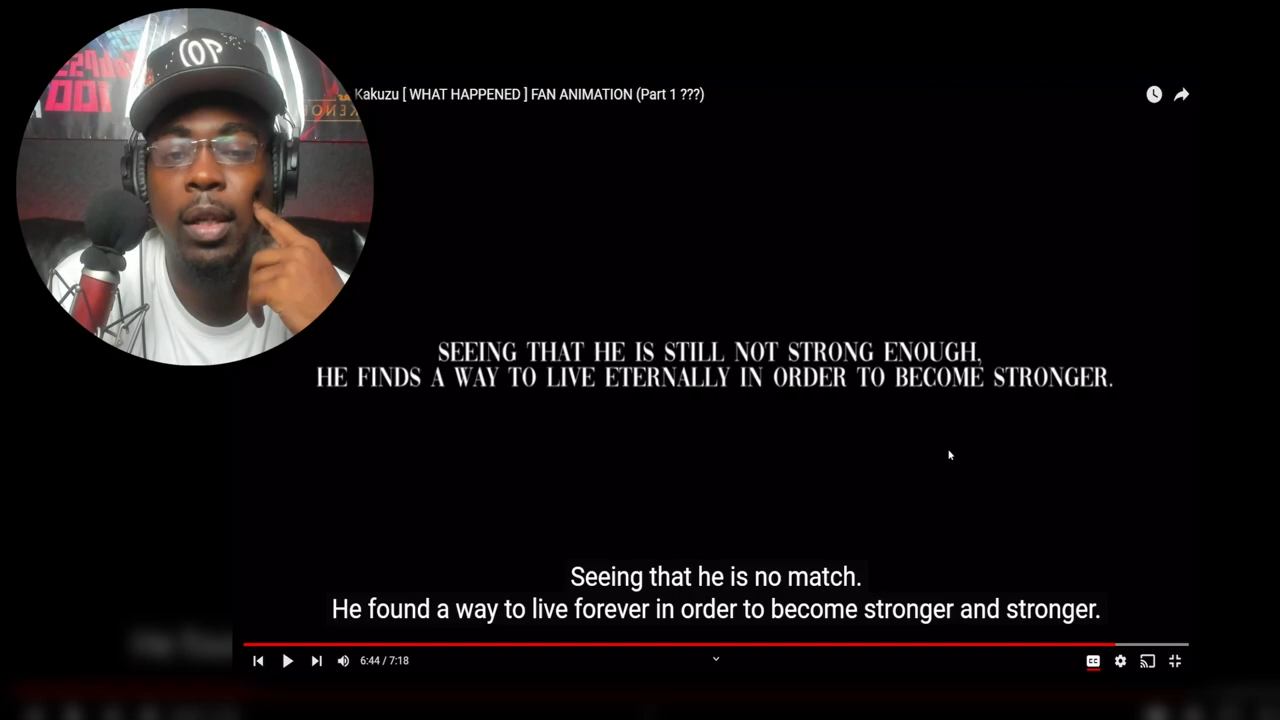 Kakuzu [ WHAT HAPPENED ] FAN ANIMATION (Part 1 ???)
SEEING THAT HE IS STILL NOT STRONG ENOUGH,
HE FINDS A WAY TO LIVE ETERNALLY IN ORDER TO BECOME STRONGER.
Seeing that he is no match.
He found a way to live forever in order to become stronger and stronger.
6:44 / 7:18
CC